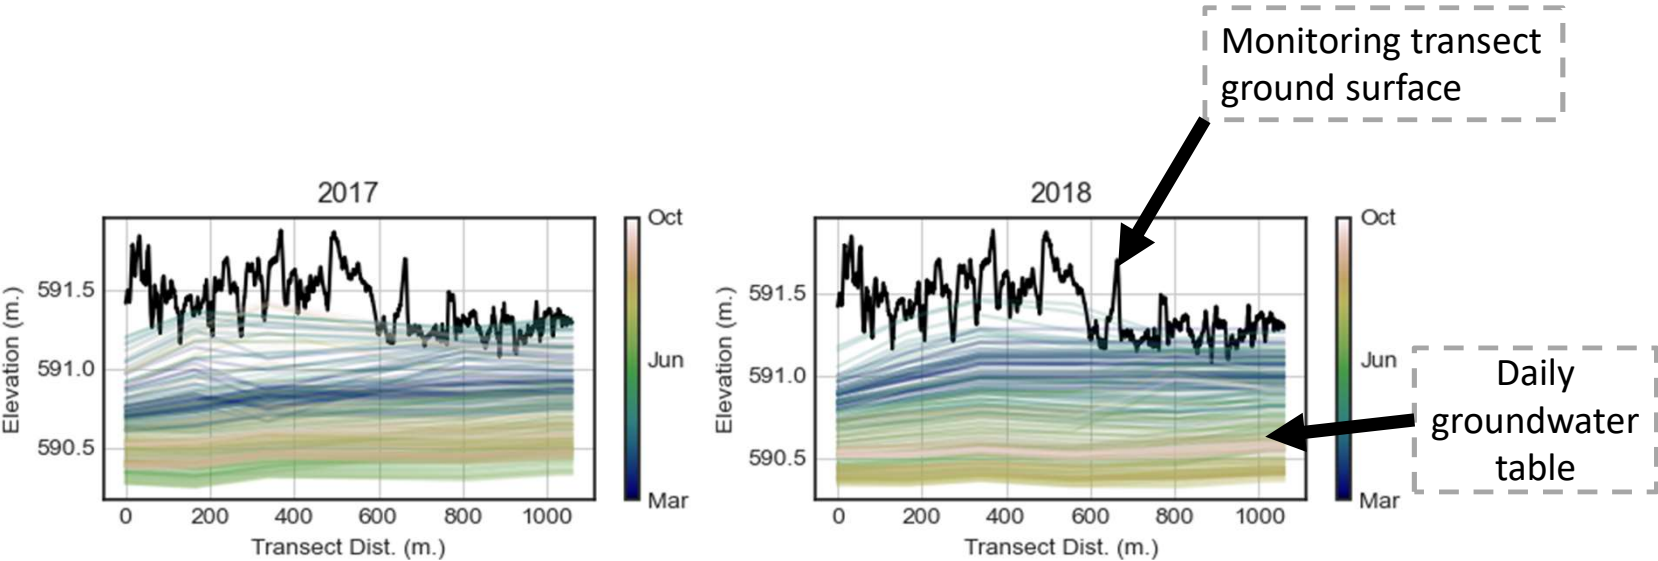 Monitoring transect
ground surface
2017
Oct
Jun
Mar
591.5
591.0
590.5
Elevation (m.)
0 200 400 600 800 1000
Transect Dist. (m.)
2018
Oct
Jun
Mar
591.5
591.0
590.5
Elevation (m.)
0 200 400 600 800 1000
Transect Dist. (m.)
Daily
groundwater
table